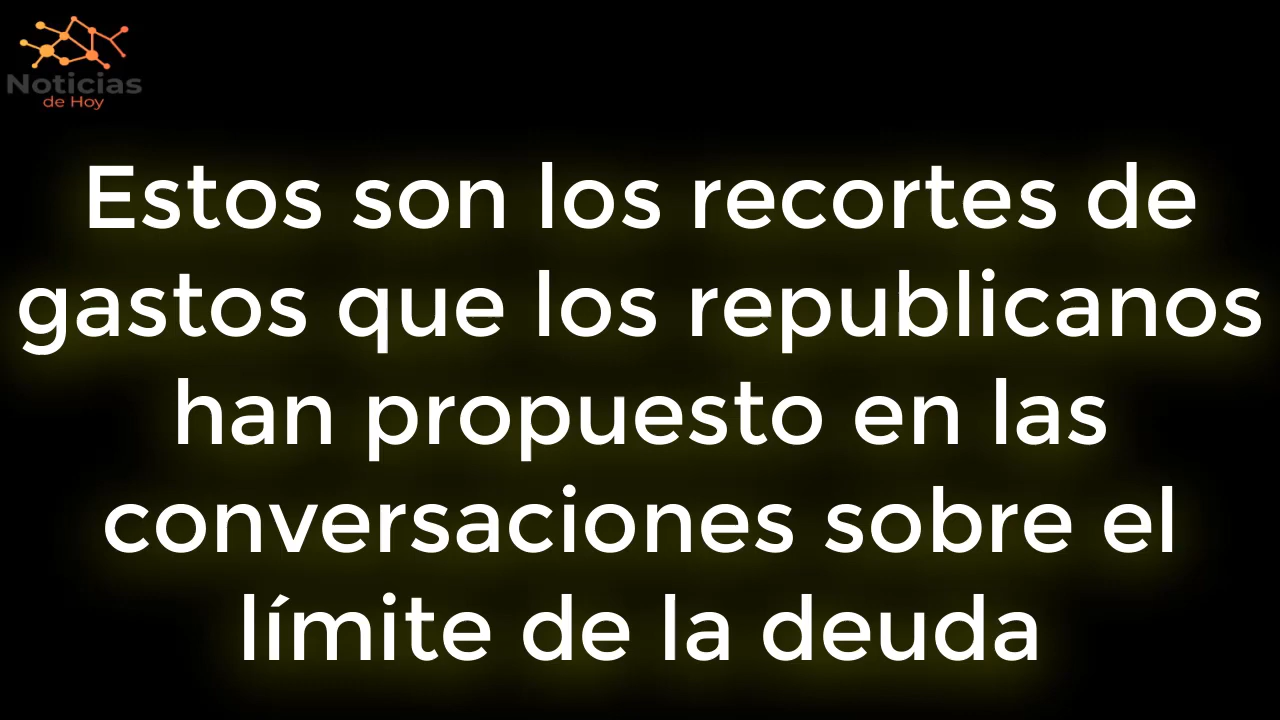 Noticias
de Hoy
Estos son los recortes de
gastos que los republicanos
han propuesto en las
conversaciones sobre el
límite de la deuda